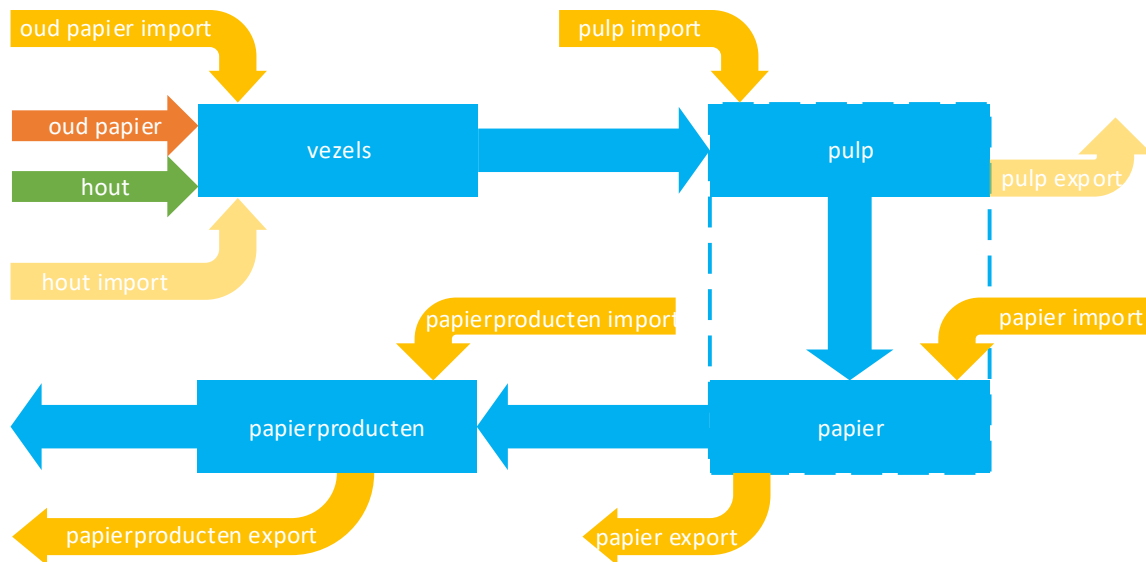 oud papier import
pulp import
oud papier
vezels
pulp
hout
pulp export
hout import
papierproducten import
papier import
papierproducten
papier
papierproducten export
papier export